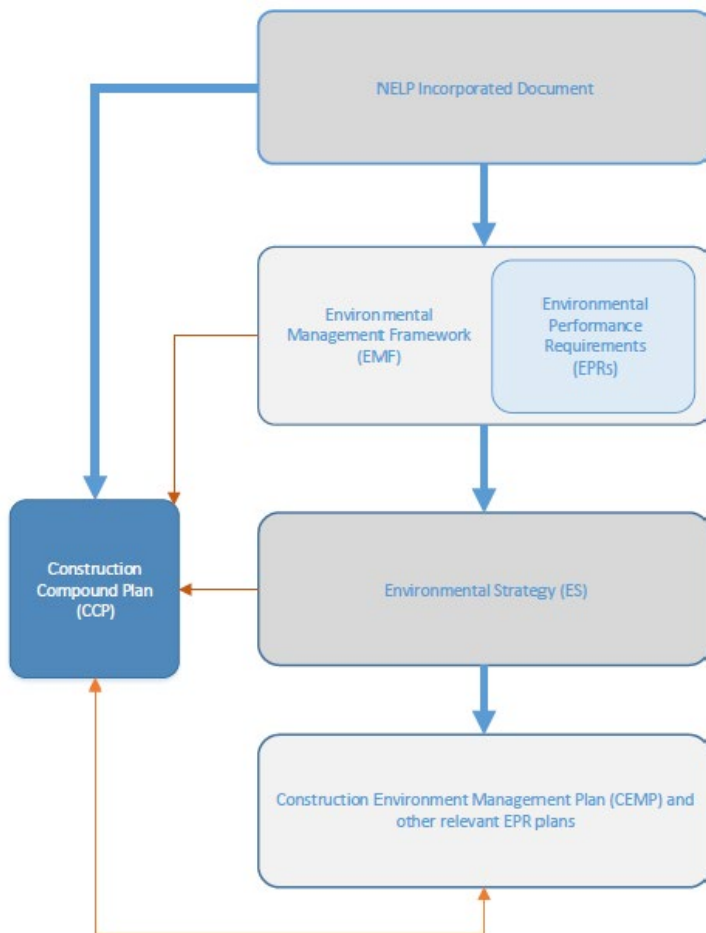 NELP Incorporated Document
Environmental
Management Framework
(EMF)
Environmental
Performance
Requirements
(EPRs)
Construction
Compound Plan
(CCP)
Environmental Strategy (ES)
Construction Environment Management Plan (CEMP) and
other relevant EPR plans